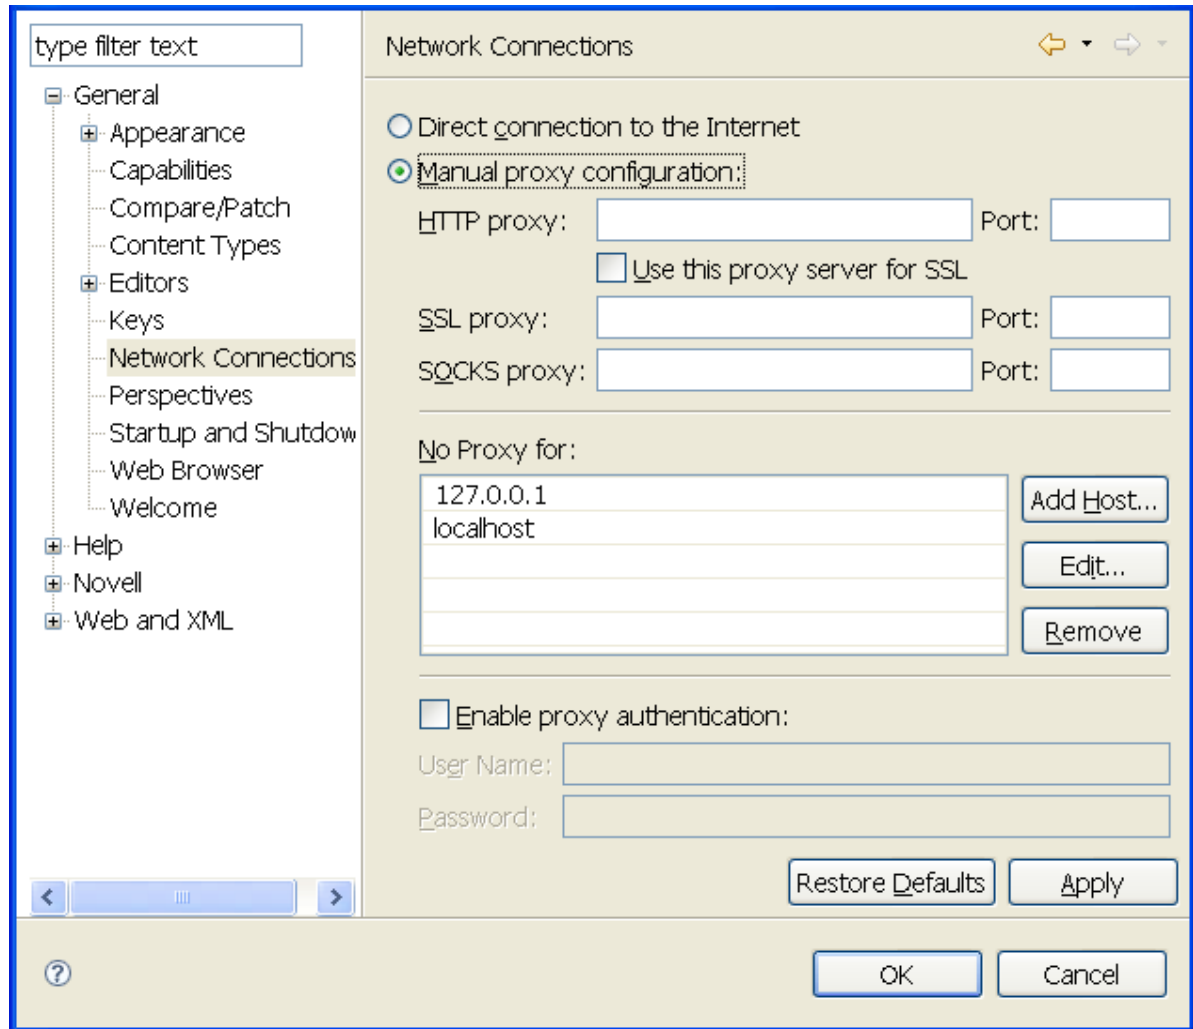 type filter text
General
Appearance
Capabilities
Compare/Patch
Content Types
Editors
Keys
Network Connections
Perspectives
Startup and Shutdow
Web Browser
Welcome
Help
Novell
Web and XML
Network Connections
Direct connection to the Internet
Manual proxy configuration:
HTTP proxy: Port:
Use this proxy server for SSL
SSL proxy: Port:
SOCKS proxy: Port:
No Proxy for:
127.0.0.1
localhost
Add Host...
Edit...
Remove
Enable proxy authentication:
User Name:
Password:
Restore Defaults Apply
OK Cancel